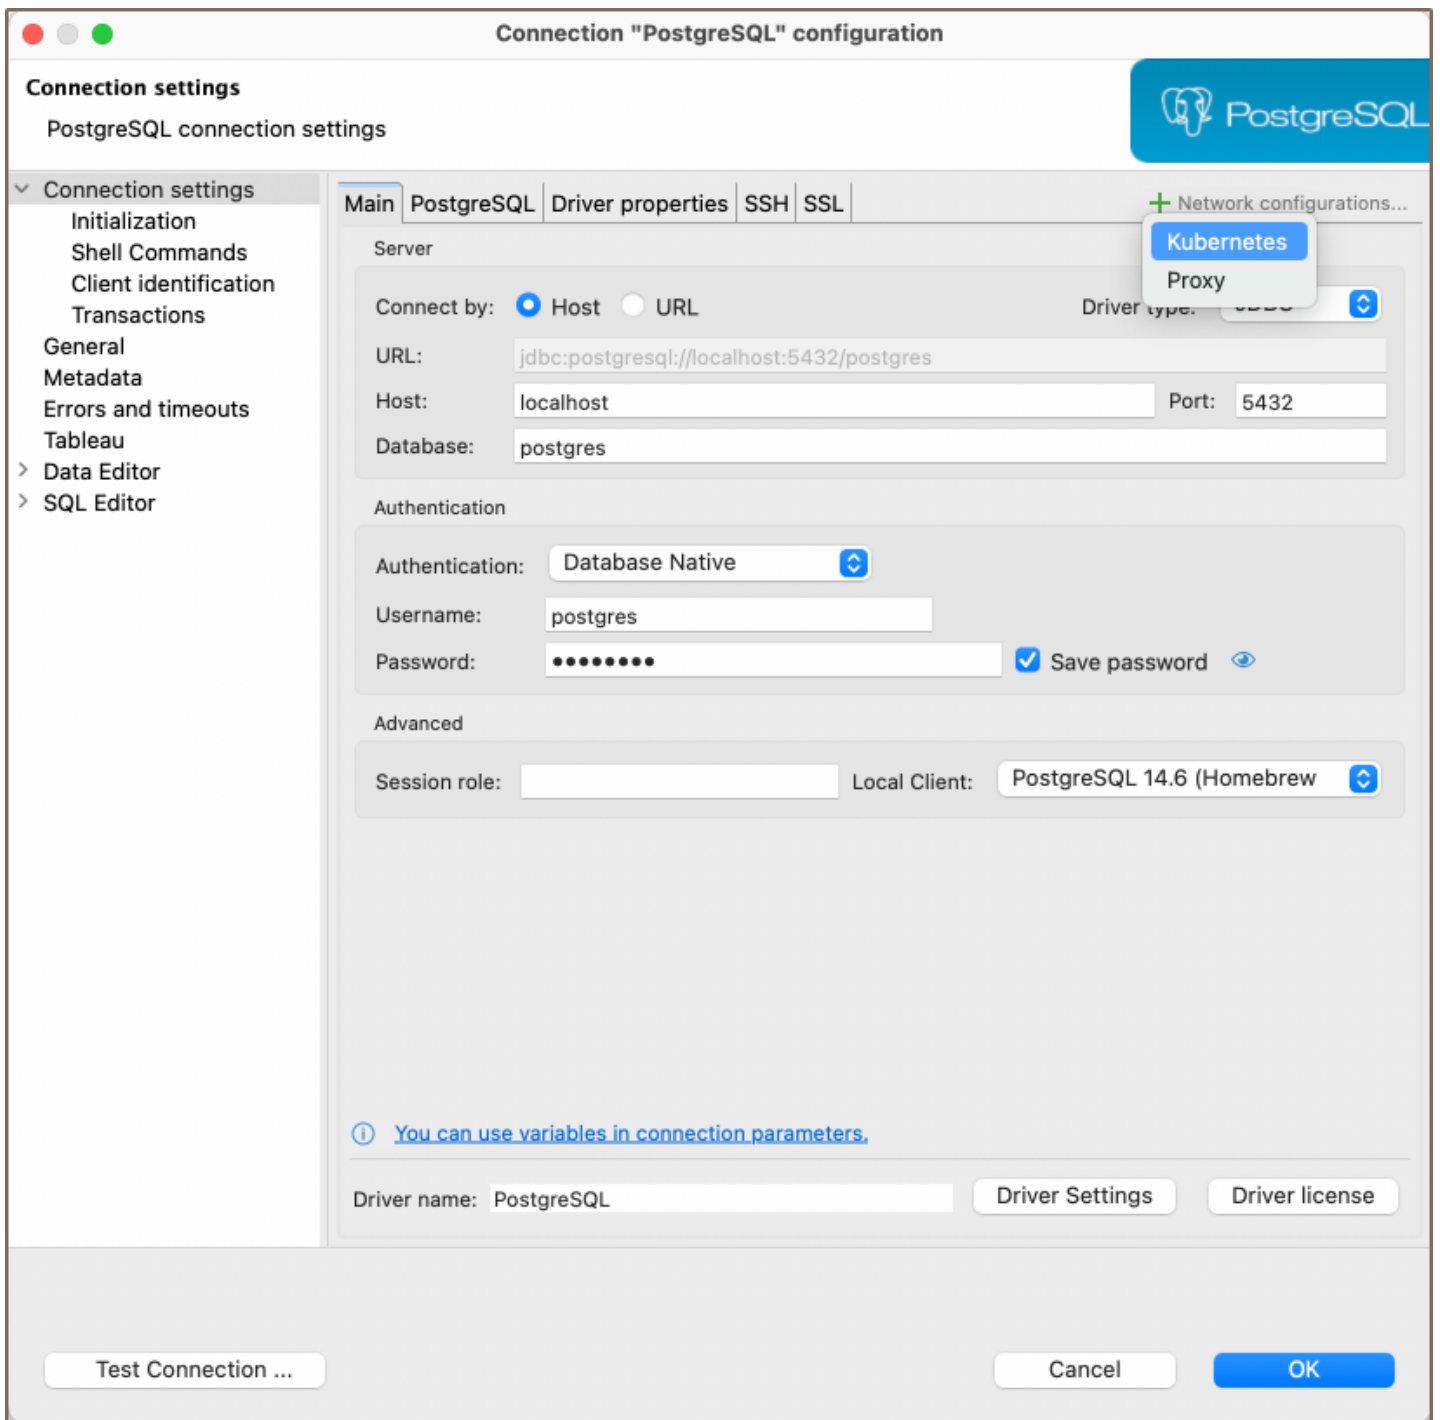 Connection "PostgreSQL" configuration
Connection settings
PostgreSQL connection settings
PostgreSQL
Connection settings
Initialization
Shell Commands
Client identification
Transactions
General
Metadata
Errors and timeouts
Tableau
Data Editor
SQL Editor
Main PostgreSQL Driver properties SSH SSL
Network configurations...
Kubernetes
Proxy
Server
Connect by: Host URL Driver type:
URL: jdbc:postgresql://localhost:5432/postgres
Host: localhost Port: 5432
Database: postgres
Authentication
Authentication: Database Native
Username: postgres
Password: •••••••• Save password
Advanced
Session role: Local Client: PostgreSQL 14.6 (Homebrew
You can use variables in connection parameters.
Driver name: PostgreSQL Driver Settings Driver license
Test Connection ... Cancel OK